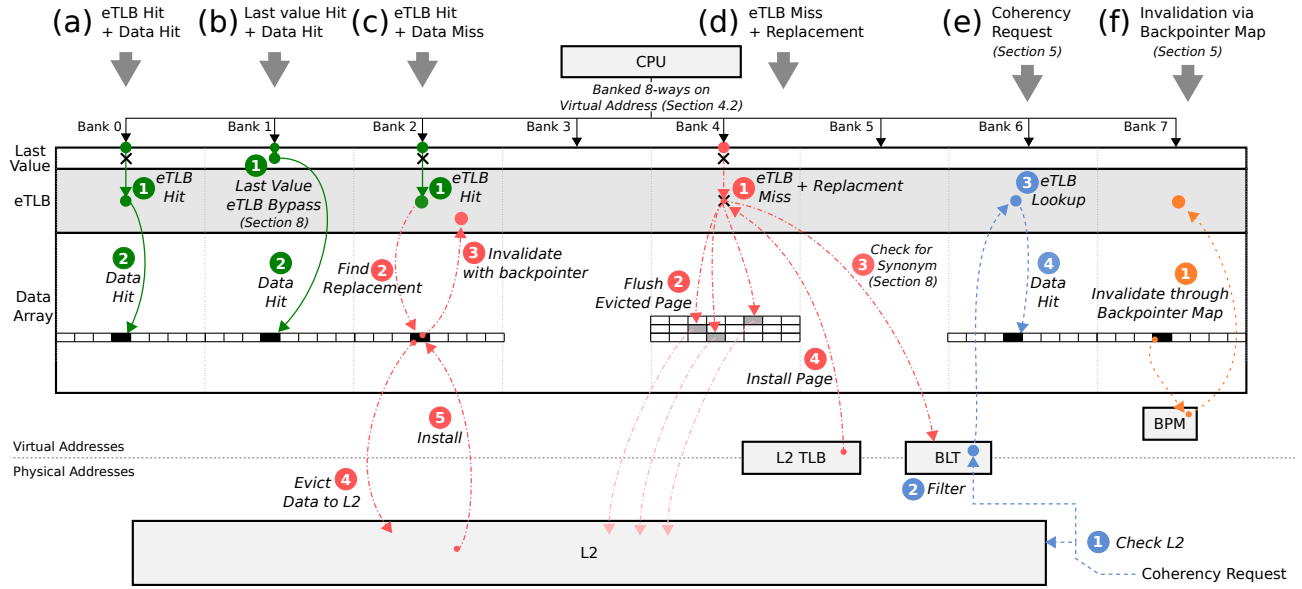 (a) eTLB Hit
+ Data Hit
(b) Last value Hit
+ Data Hit
(c) eTLB Hit
+ Data Miss
(d) eTLB Miss
+ Replacement
(e) Coherency
Request
(Section 5)
(f) Invalidation via
Backpointer Map
(Section 5)
CPU
Banked 8-ways on
Virtual Address (Section 4.2)
Bank 0
Bank 1
Bank 2
Bank 3
Bank 4
Bank 5
Bank 6
Bank 7
Last
Value
eTLB
Data
Array
1 eTLB
Hit
2
Data
Hit
1
Last Value
eTLB Bypass
(Section 8)
2
Data
Hit
1 eTLB
Hit
Find 2
Replacement
3 Invalidate
with backpointer
Evict 4
Data to L2
5
Install
1 eTLB
Miss
+ Replacment
Flush 2
Evicted Page
3 Check for
Synonym
(Section 8)
4
Install Page
3 eTLB
Lookup
4
Data
Hit
1
Invalidate through
Backpointer Map
BPM
Virtual Addresses
Physical Addresses
L2 TLB
BLT
2 Filter
L2
1 Check L2
Coherency Request